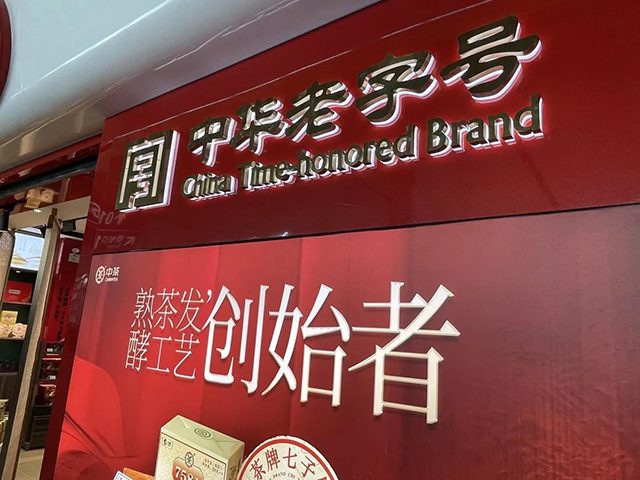 中华老字号
China Time-honored Brand
中茶
熟茶发酵工艺
创始者
茶牌七子